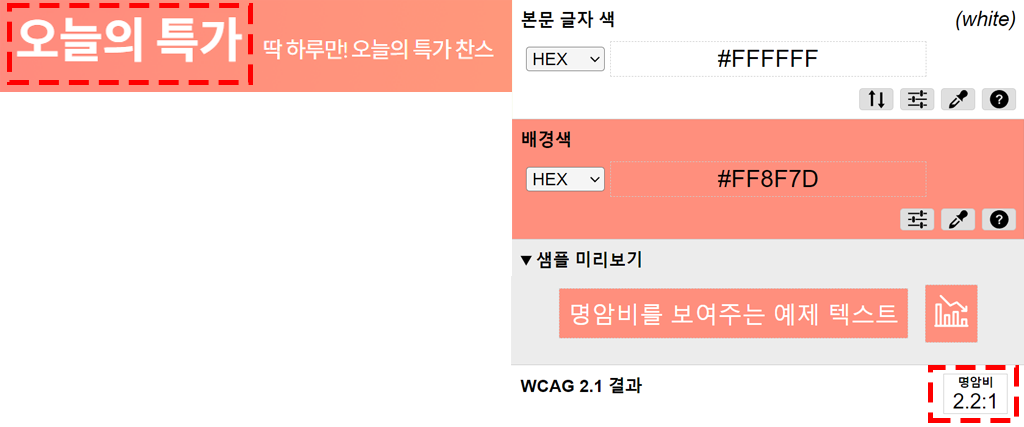 오늘의 특가
딱 하루만! 오늘의 특가 찬스
본문 글자 색
(white)
HEX
#FFFFFF
배경색
HEX
#FF8F7D
▼ 샘플 미리보기
명암비를 보여주는 예제 텍스트
WCAG 2.1 결과
명암비
2.2:1